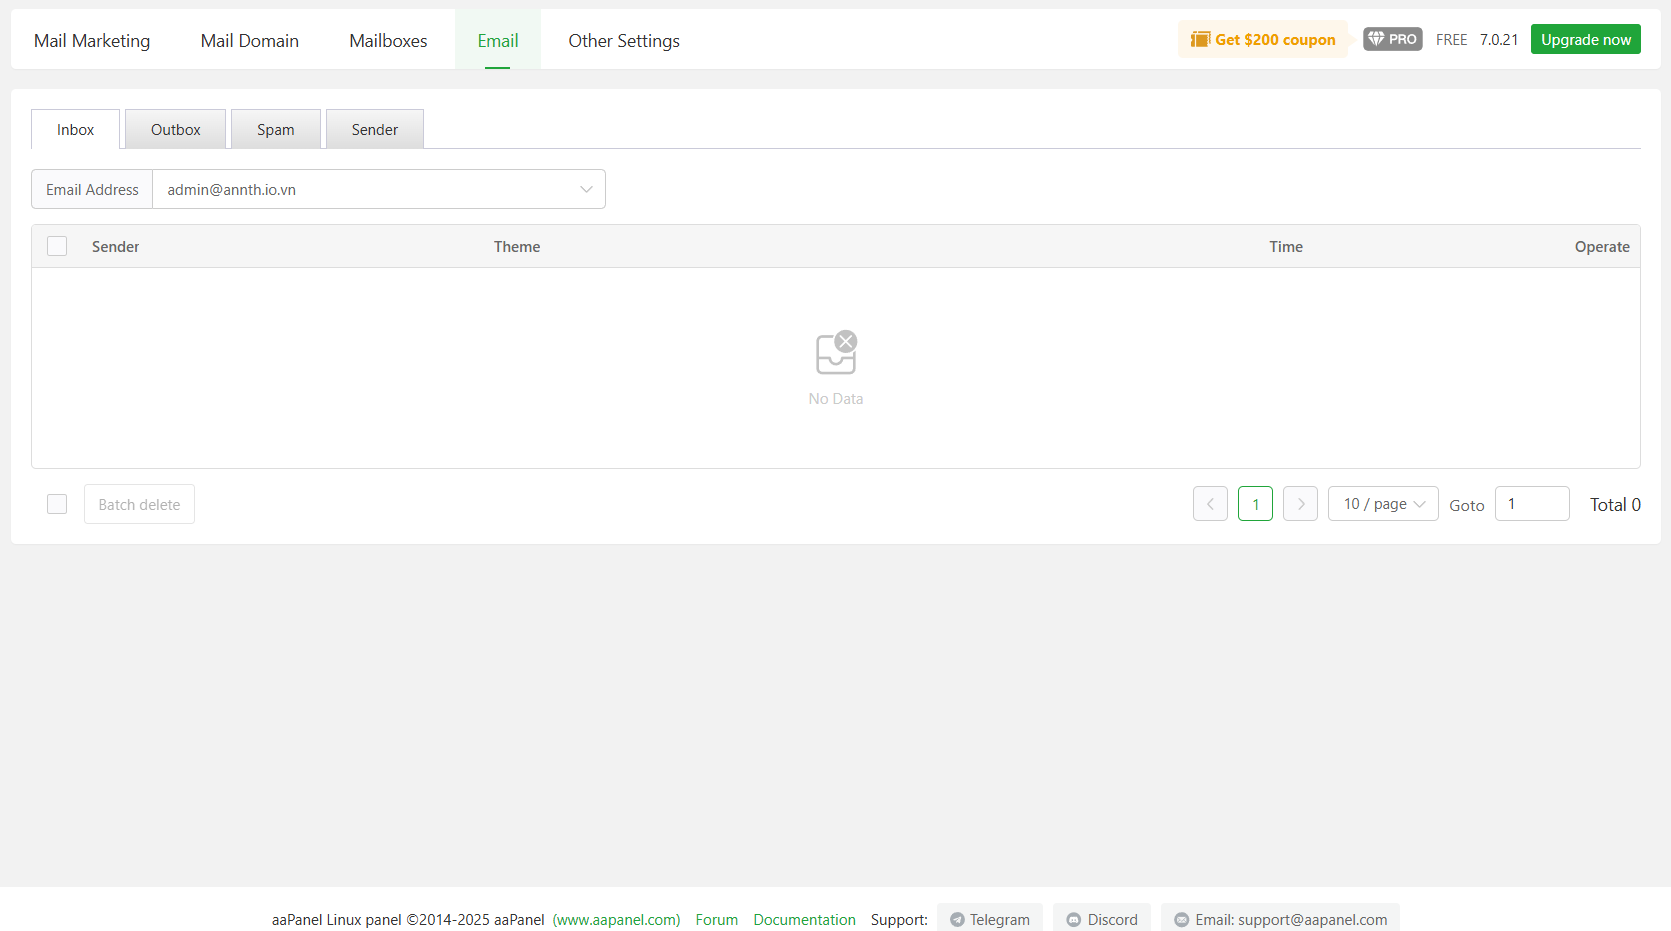 Mail Marketing Mail Domain Mailboxes Email Other Settings Get $200 coupon PRO FREE 7.0.21 Upgrade now
Inbox Outbox Spam Sender
Email Address admin@annth.io.vn
Sender Theme Time Operate
No Data
Batch delete 1 10 / page Goto 1 Total 0
aaPanel Linux panel ©2014-2025 aaPanel (www.aapanel.com) Forum Documentation Support: Telegram Discord Email: support@aapanel.com